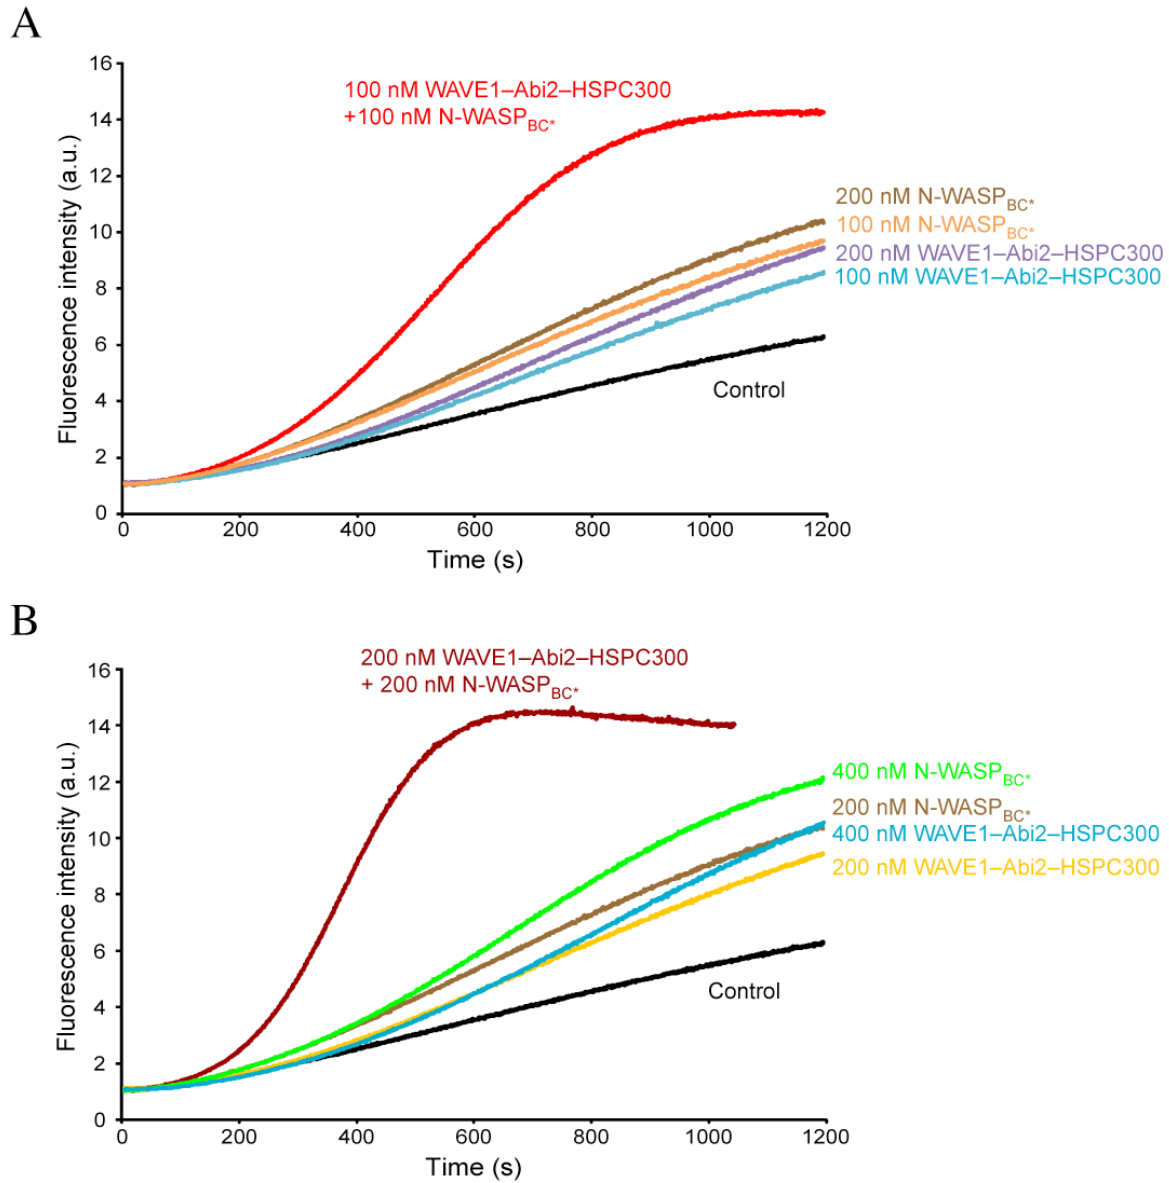 A
16
14
12
10
8
6
4
2
0
Fluorescence intensity (a.u.)
100 nM WAVE1–Abi2–HSPC300
+100 nM N-WASPBC*
200 nM N-WASPBC*
100 nM N-WASPBC*
200 nM WAVE1–Abi2–HSPC300
100 nM WAVE1–Abi2–HSPC300
Control
0 200 400 600 800 1000 1200
Time (s)
B
16
14
12
10
8
6
4
2
0
Fluorescence intensity (a.u.)
200 nM WAVE1–Abi2–HSPC300
+ 200 nM N-WASPBC*
400 nM N-WASPBC*
200 nM N-WASPBC*
400 nM WAVE1–Abi2–HSPC300
200 nM WAVE1–Abi2–HSPC300
Control
0 200 400 600 800 1000 1200
Time (s)